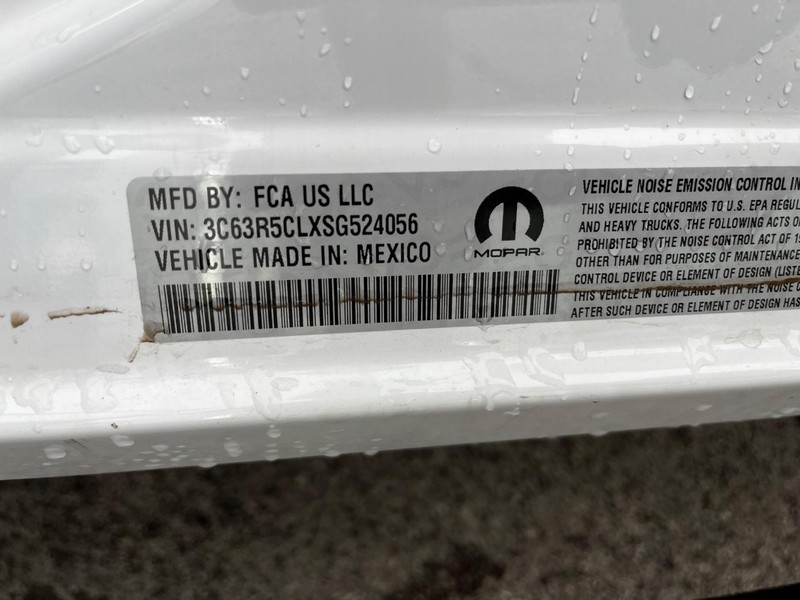 MFD BY: FCA US LLC
VIN: 3C63R5CLXSG524056
VEHICLE MADE IN: MEXICO
MOPAR
VEHICLE NOISE EMISSION CONTROL IN
THIS VEHICLE CONFORMS TO U.S. EPA REGUL
AND HEAVY TRUCKS. THE FOLLOWING ACTS O
PROHIBITED BY THE NOISE CONTROL ACT OF 19
OTHER THAN FOR PURPOSES OF MAINTENANCE
CONTROL DEVICE OR ELEMENT OF DESIGN (LISTE
THIS VEHICLE IN COMPLIANCE WITH THE NOISE C
AFTER SUCH DEVICE OR ELEMENT OF DESIGN HAS